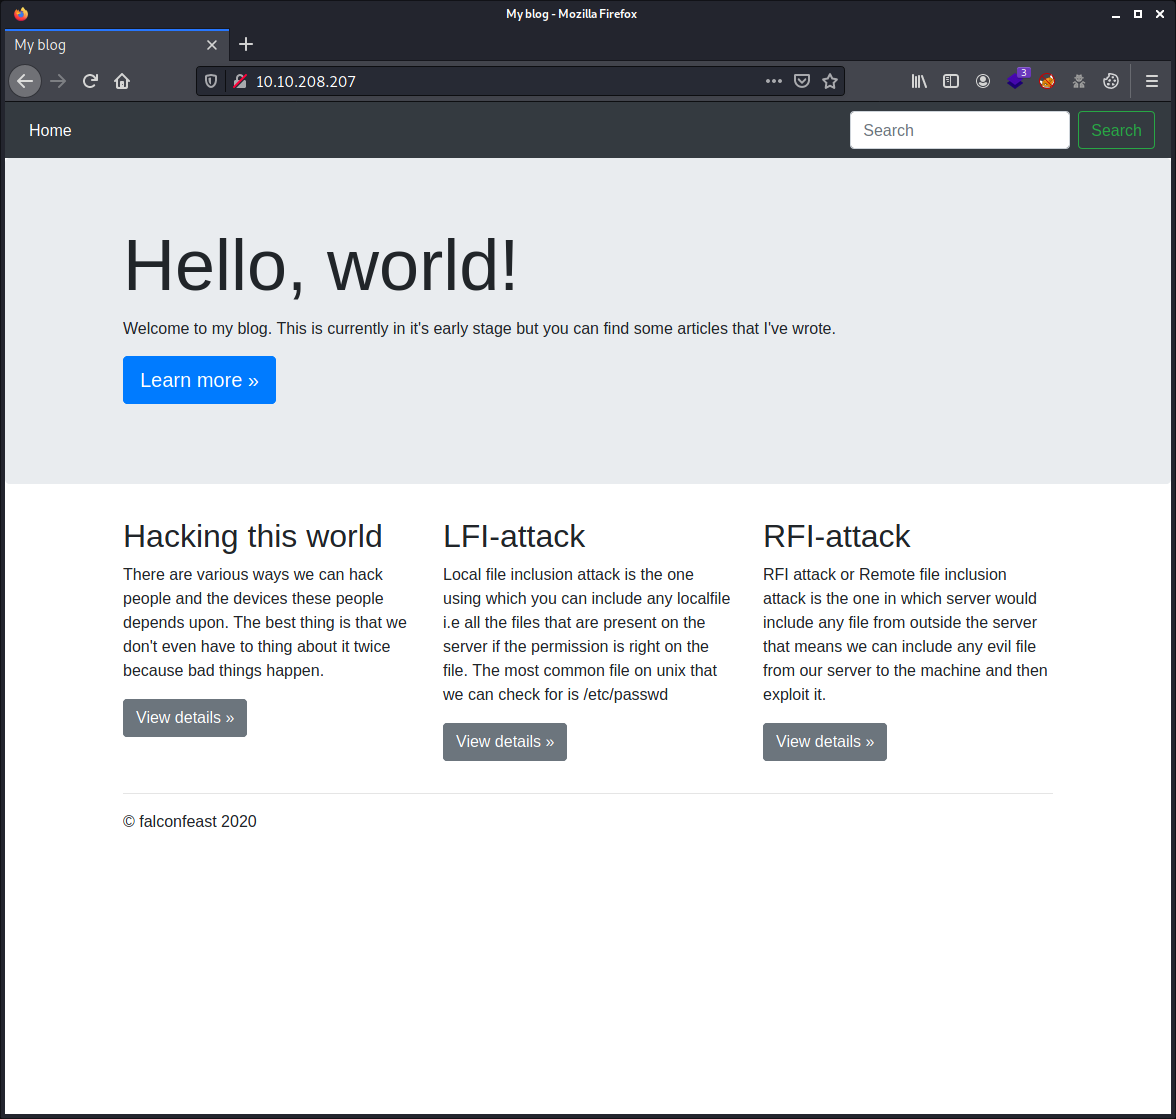 My blog - Mozilla Firefox
My blog
10.10.208.207
3
Home
Search
Search
Hello, world!
Welcome to my blog. This is currently in it's early stage but you can find some articles that I've wrote.
Learn more »
Hacking this world
There are various ways we can hack
people and the devices these people
depends upon. The best thing is that we
don't even have to thing about it twice
because bad things happen.
View details »
LFI-attack
Local file inclusion attack is the one
using which you can include any localfile
i.e all the files that are present on the
server if the permission is right on the
file. The most common file on unix that
we can check for is /etc/passwd
View details »
RFI-attack
RFI attack or Remote file inclusion
attack is the one in which server would
include any file from outside the server
that means we can include any evil file
from our server to the machine and then
exploit it.
View details »
© falconfeast 2020